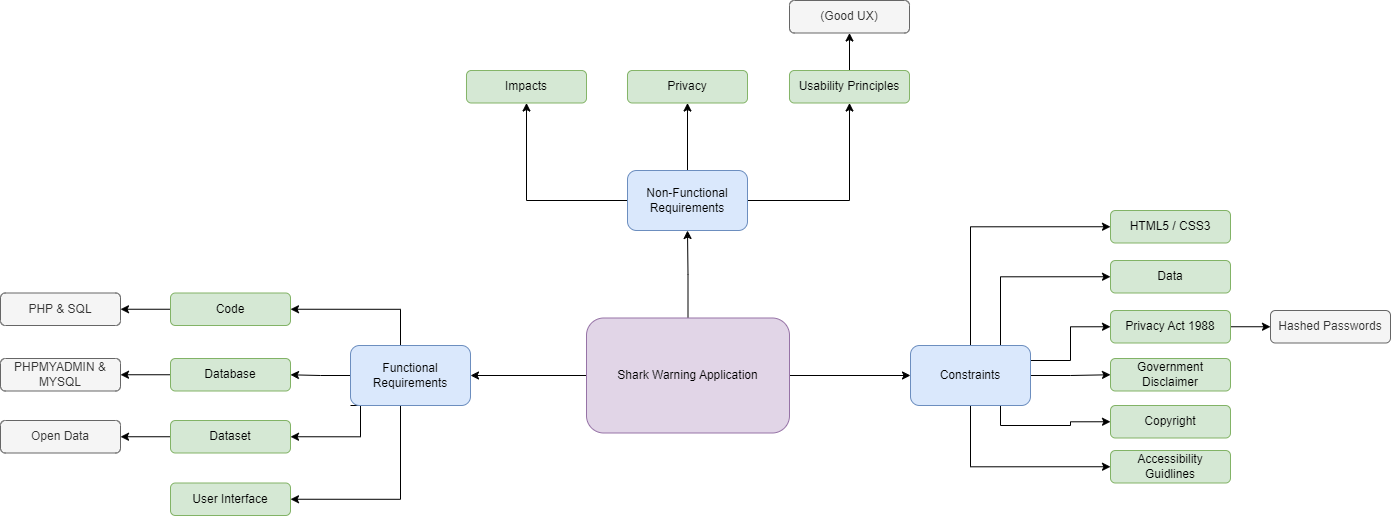 (Good UX)
Impacts
Privacy
Usability Principles
Non-Functional
Requirements
HTML5 / CSS3
Data
PHP & SQL
Code
Privacy Act 1988
Hashed Passwords
PHPMYADMIN &
MYSQL
Database
Functional
Requirements
Shark Warning Application
Constraints
Government
Disclaimer
Open Data
Dataset
Copyright
Accessibility
Guidlines
User Interface